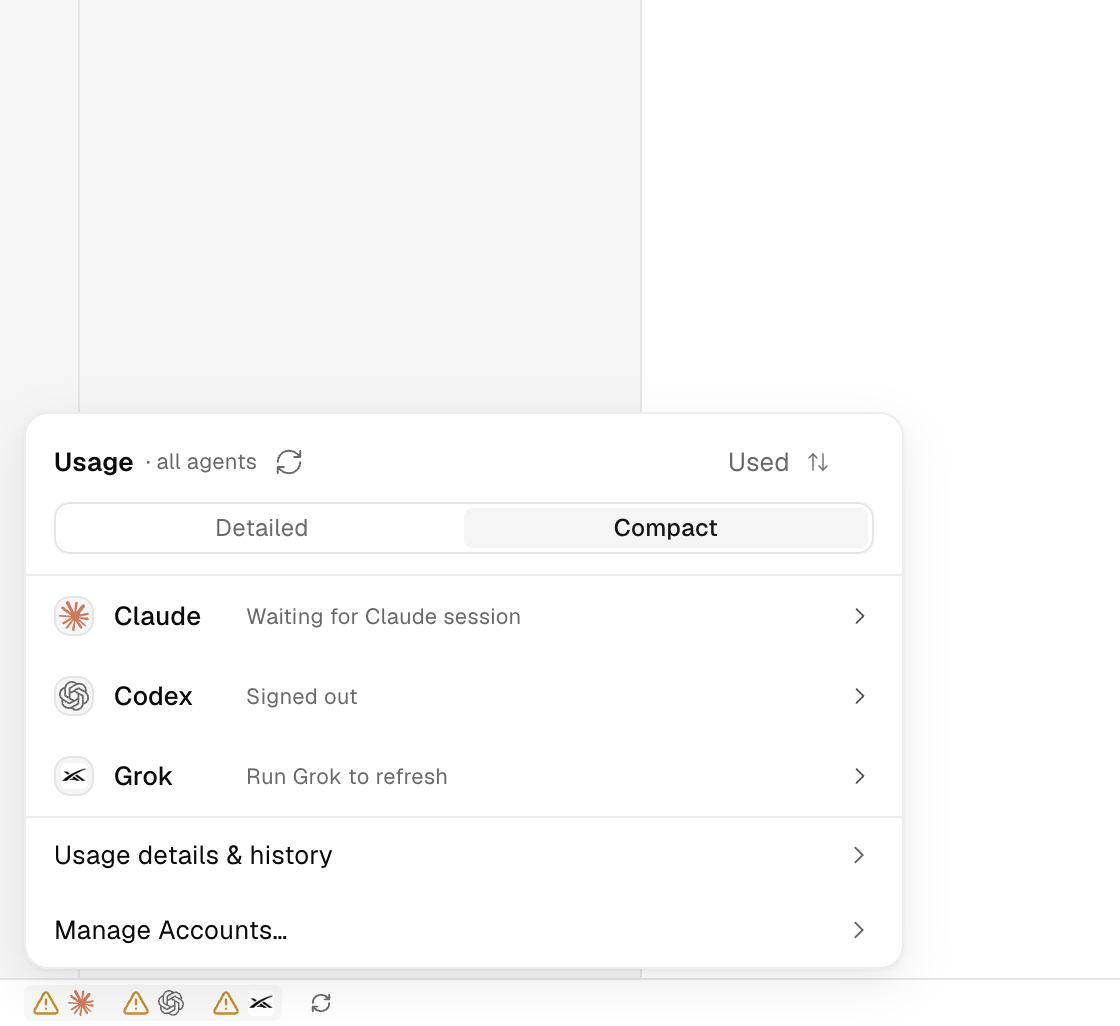 Usage · all agents Used
Detailed Compact
Claude Waiting for Claude session
Codex Signed out
Grok Run Grok to refresh
Usage details & history
Manage Accounts…